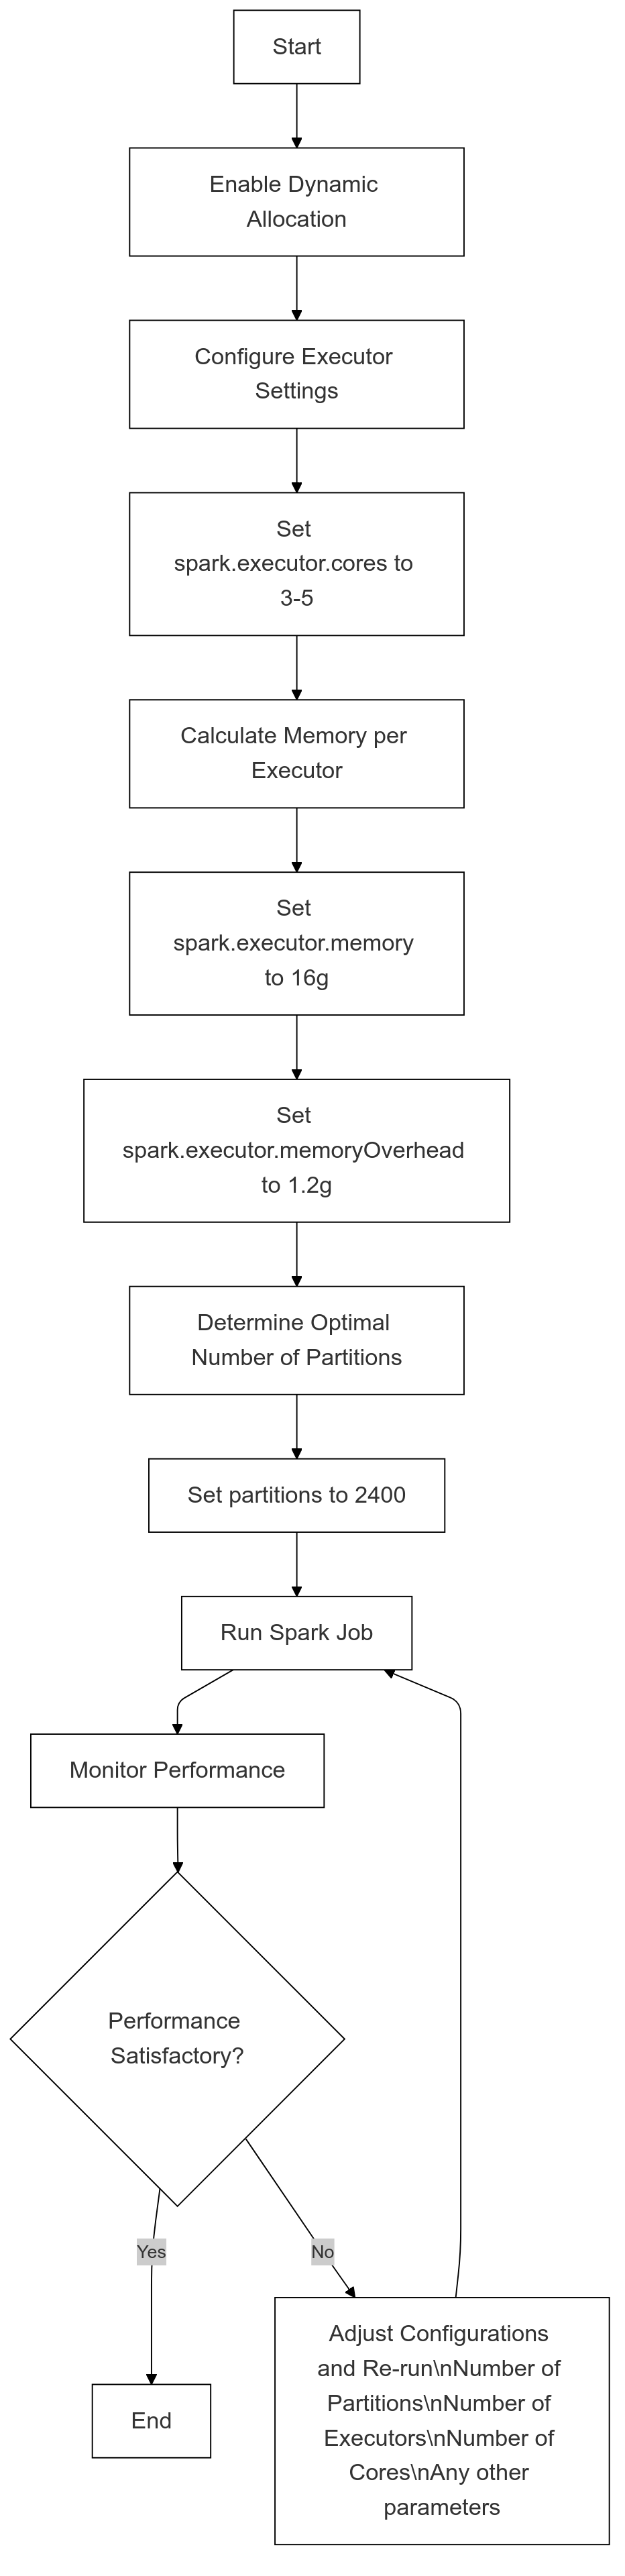 Start
Enable Dynamic
Allocation
Configure Executor
Settings
Set
spark.executor.cores to
3-5
Calculate Memory per
Executor
Set
spark.executor.memory
to 16g
Set
spark.executor.memoryOverhead
to 1.2g
Determine Optimal
Number of Partitions
Set partitions to 2400
Run Spark Job
Monitor Performance
Performance
Satisfactory?
Yes
No
Adjust Configurations
and Re-run\nNumber of
Partitions\nNumber of
Executors\nNumber of
Cores\nAny other
parameters
End